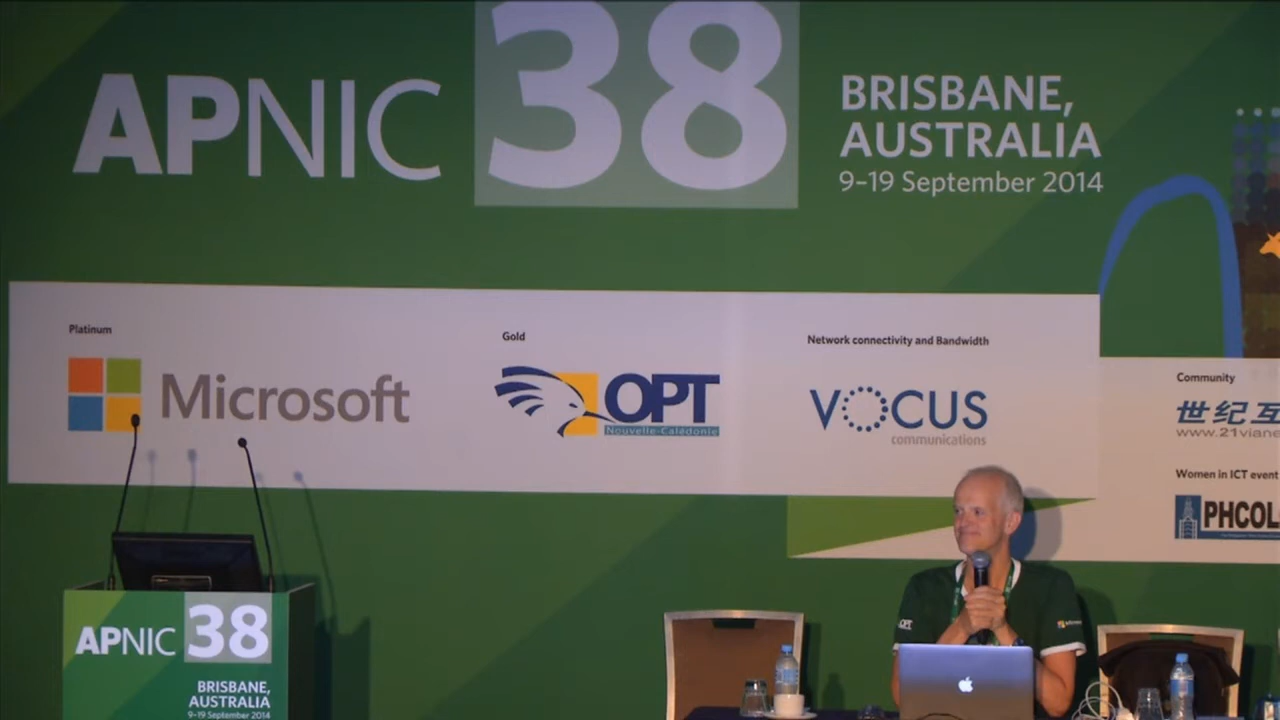 APNIC
38
BRISBANE,
AUSTRALIA
9-19 September 2014
Platinum
Microsoft
Gold
OPT
Nouvelle-Calédonie
Network connectivity and Bandwidth
VOCUS
communications
Community
世纪互
www.21viane
Women in ICT event
PHCOL
APNIC 38
BRISBANE,
AUSTRALIA
9-19 September 2014
OPT